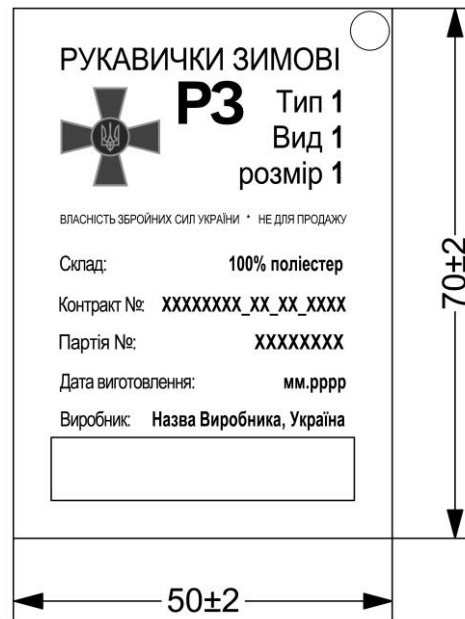 РУКАВИЧКИ ЗИМОВІ
РЗ Тип 1
Вид 1
розмір 1
ВЛАСНІСТЬ ЗБРОЙНИХ СИЛ УКРАЇНИ * НЕ ДЛЯ ПРОДАЖУ
Склад: 100% поліестер
Контракт №: XXXXXXXX_XX_XX_XXXX
Партія №: XXXXXXXX
Дата виготовлення: мм.рррр
Виробник: Назва Виробника, Україна
70±2
50±2